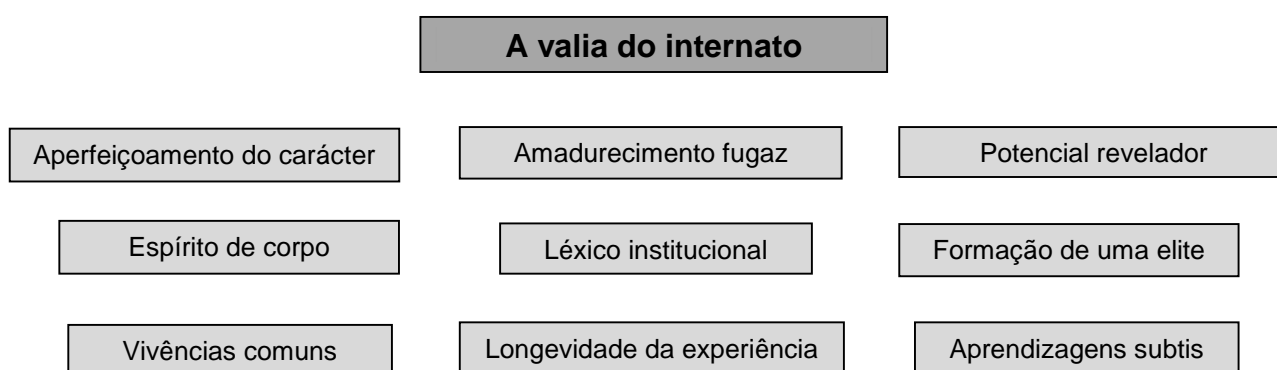 A valia do internato
Aperfeiçoamento do carácter
Amadurecimento fugaz
Potencial revelador
Espírito de corpo
Léxico institucional
Formação de uma elite
Vivências comuns
Longevidade da experiência
Aprendizagens subtis